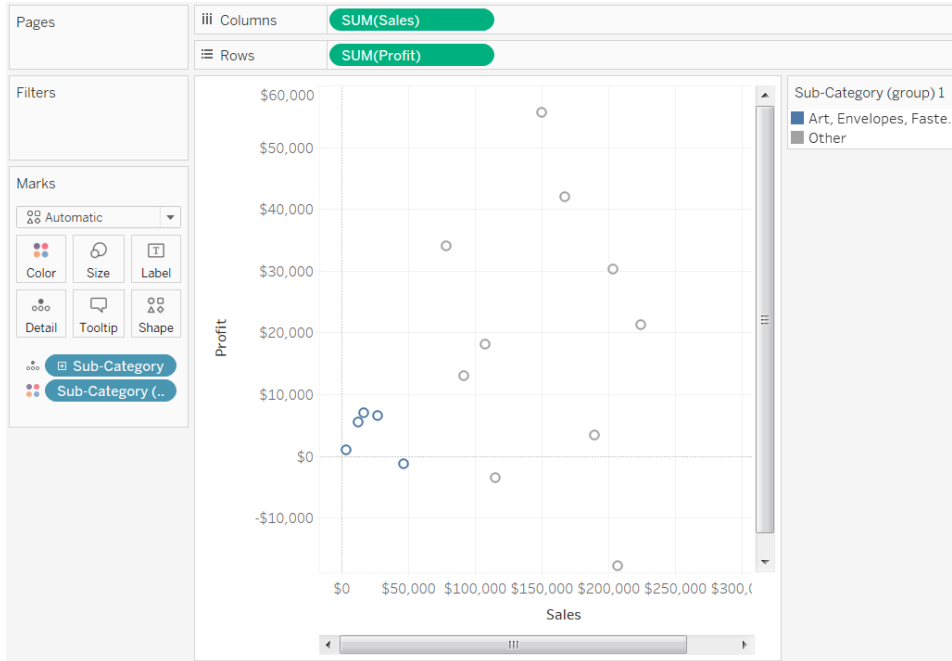 Pages
Columns
SUM(Sales)
Rows
SUM(Profit)
Filters
Marks
Automatic
Color
Size
Label
Detail
Tooltip
Shape
Sub-Category
Sub-Category (..
$60,000
$50,000
$40,000
$30,000
$20,000
$10,000
$0
-$10,000
Profit
$0 $50,000 $100,000 $150,000 $200,000 $250,000 $300,(
Sales
Sub-Category (group) 1
Art, Envelopes, Faste.
Other